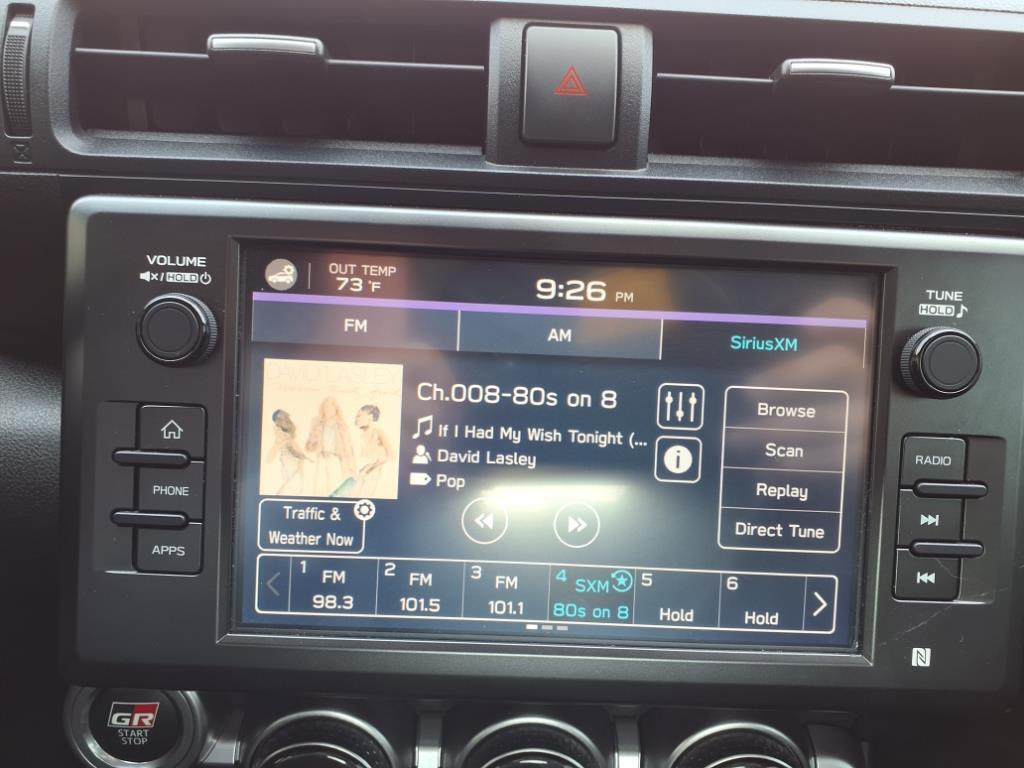 VOLUME
HOLD
OUT TEMP
73 °F
9:26 PM
TUNE
HOLD
FM
AM
SiriusXM
DAVID LASLEY
Ch.008-80s on 8
If I Had My Wish Tonight (...
David Lasley
Pop
Browse
Scan
Replay
Direct Tune
PHONE
APPS
RADIO
Traffic &
Weather Now
1 FM
98.3
2 FM
101.5
3 FM
101.1
4 SXM
80s on 8
5
Hold
6
Hold
N
GR
START
STOP